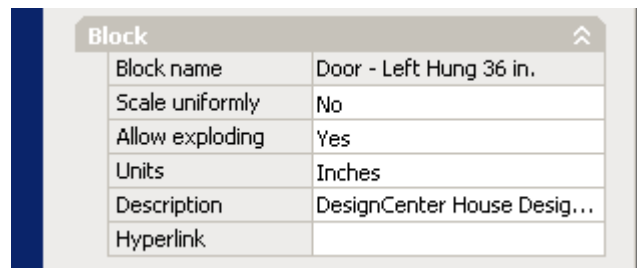 Block
Block name Door - Left Hung 36 in.
Scale uniformly No
Allow exploding Yes
Units Inches
Description DesignCenter House Desig...
Hyperlink